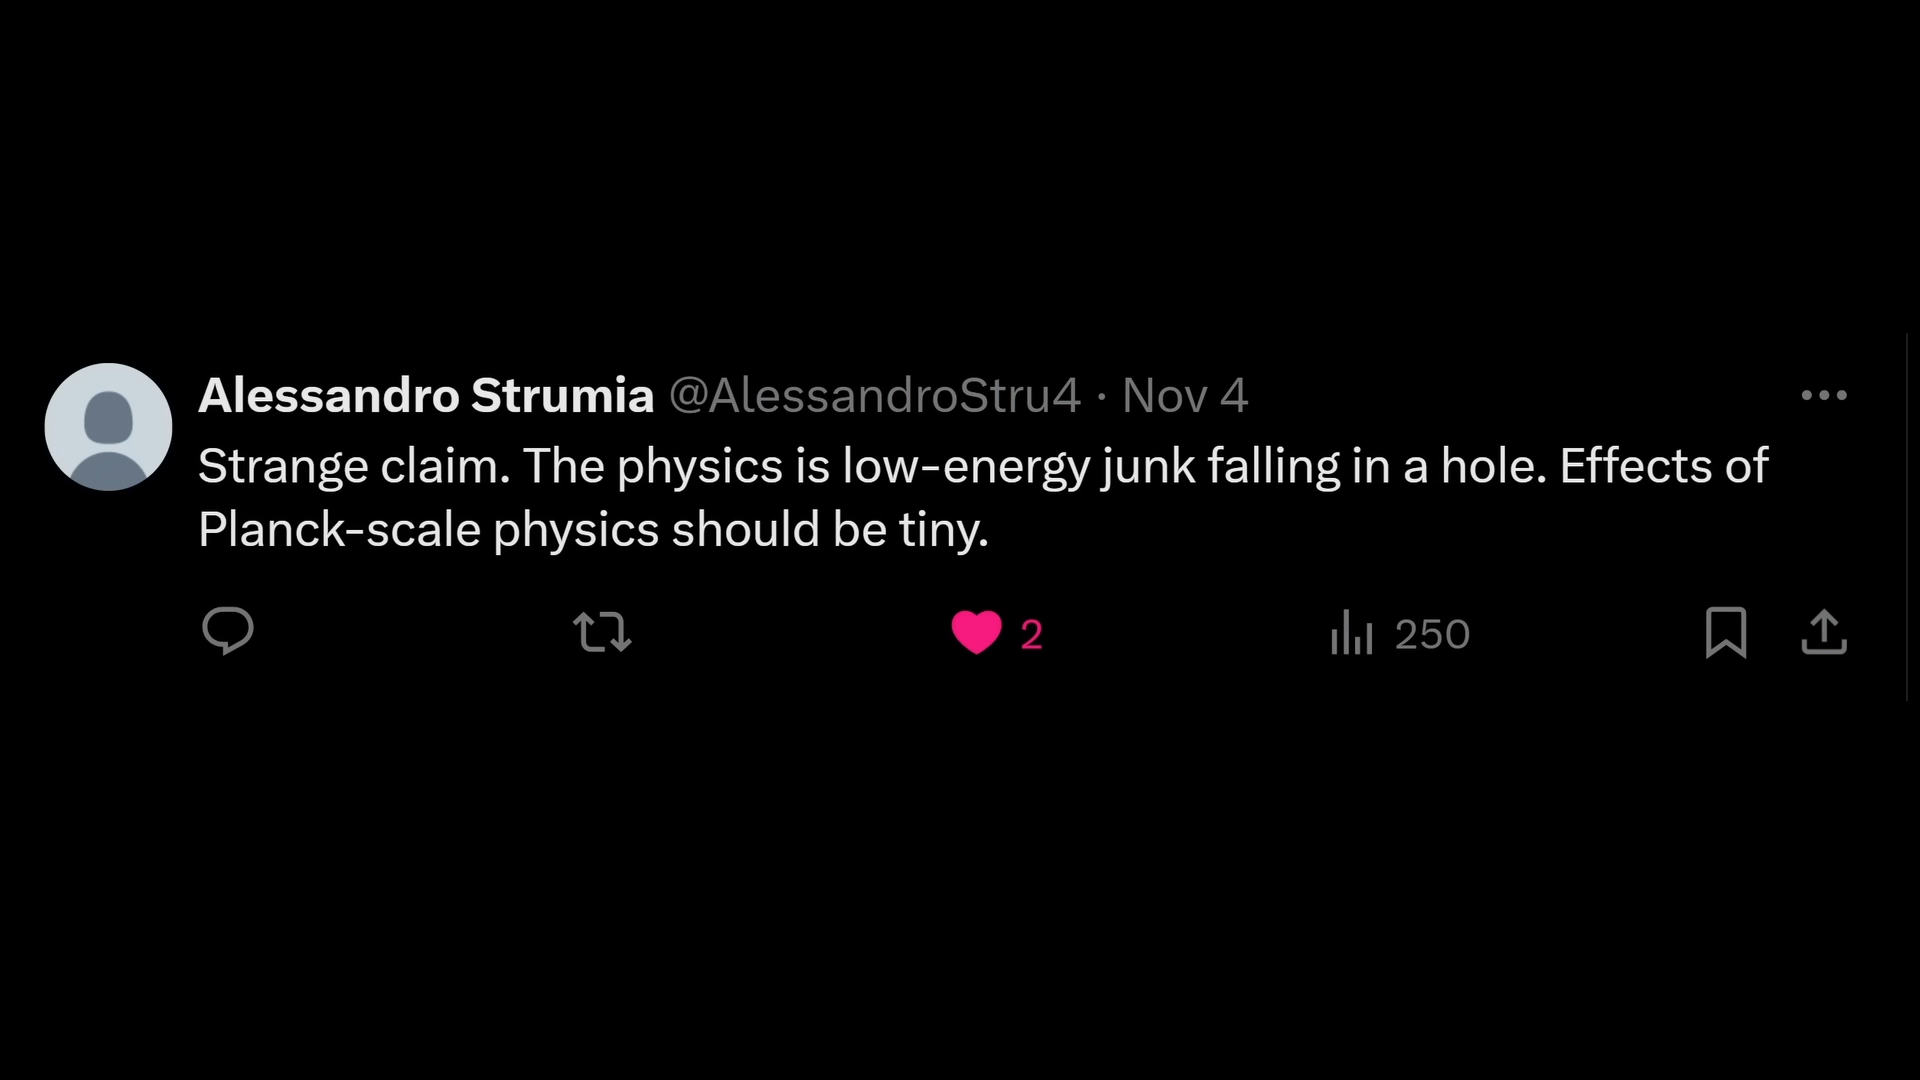 Alessandro Strumia @AlessandroStru4 · Nov 4
Strange claim. The physics is low-energy junk falling in a hole. Effects of
Planck-scale physics should be tiny.
2 250